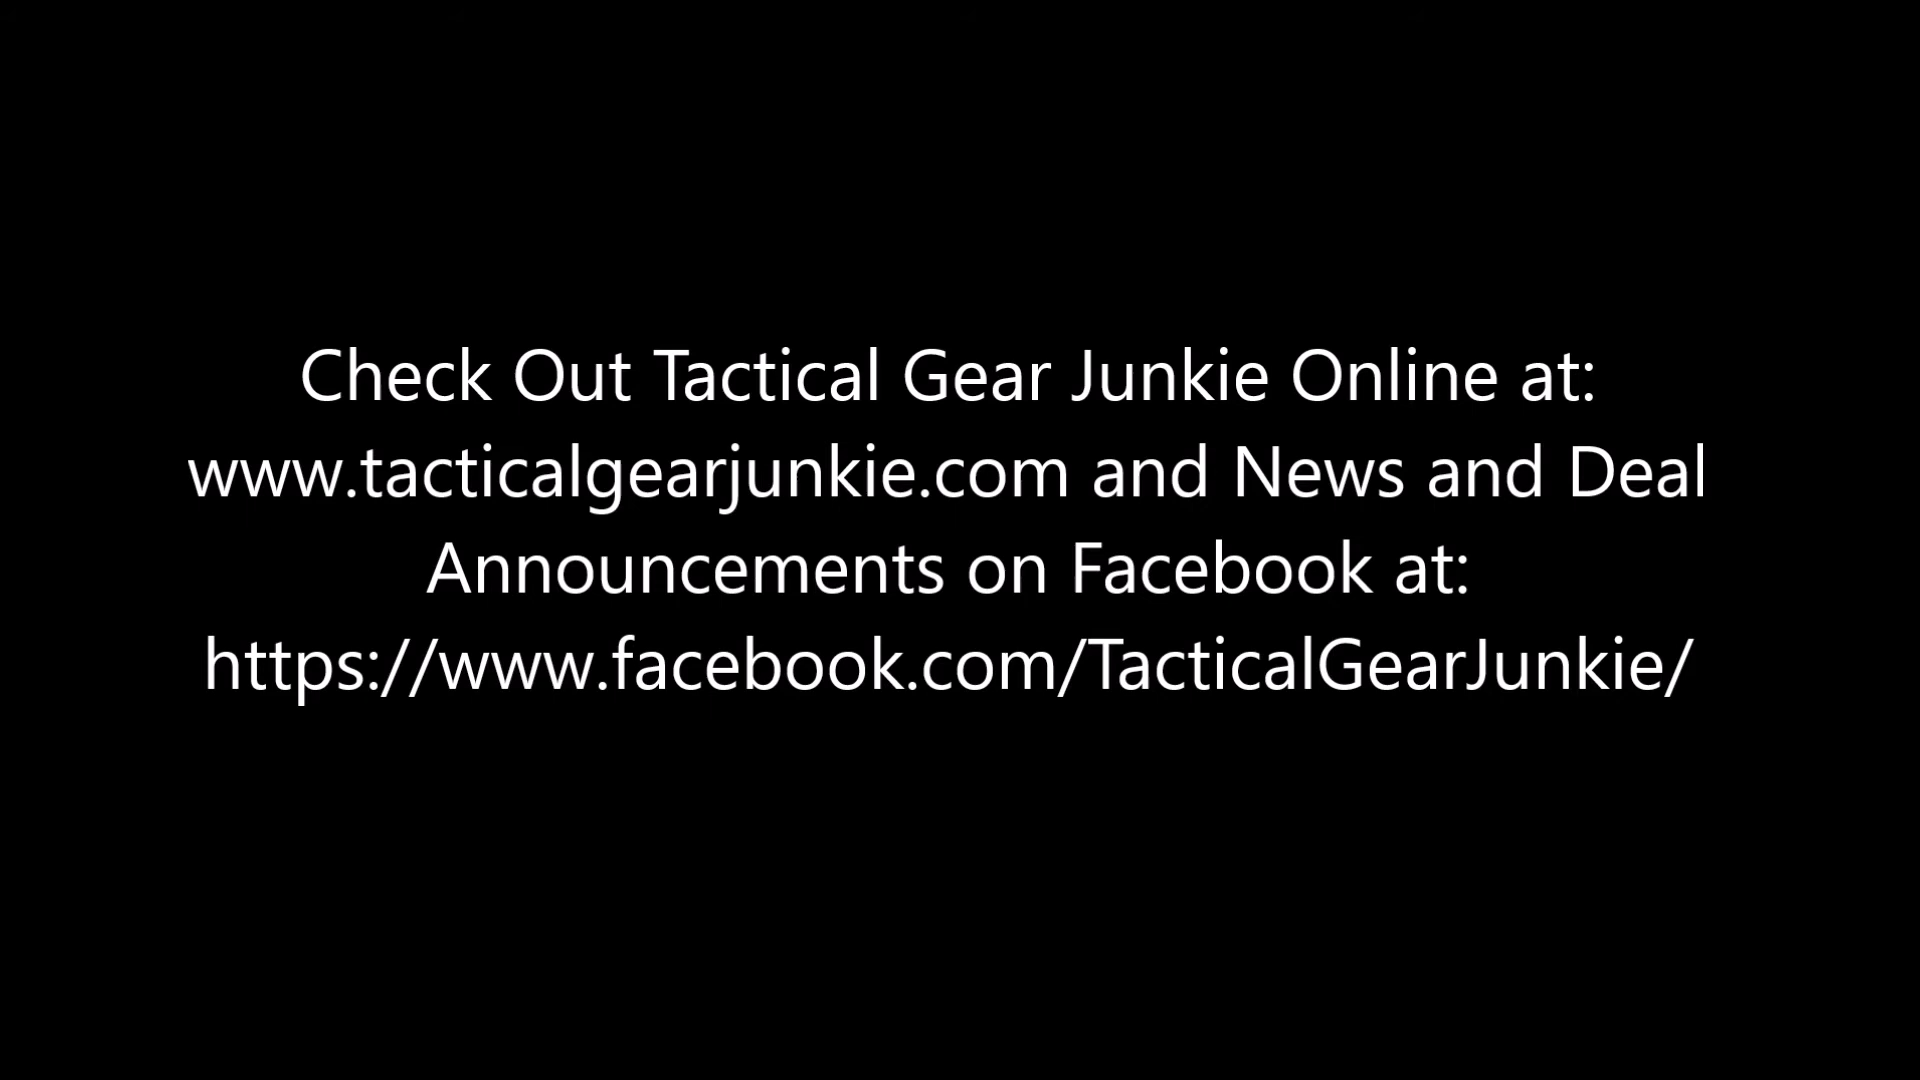 Check Out Tactical Gear Junkie Online at:
www.tacticalgearjunkie.com and News and Deal
Announcements on Facebook at:
https://www.facebook.com/TacticalGearJunkie/